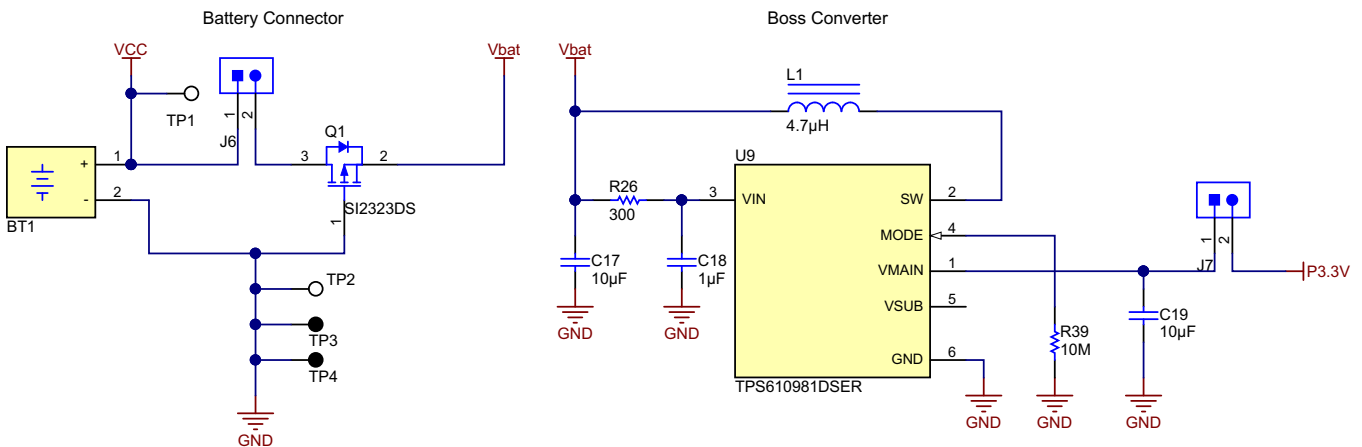 Battery Connector
VCC
TP1
1
2
J6
Vbat
Q1
3
2
1
SI2323DS
+
-
1
2
BT1
TP2
TP3
TP4
GND
Boss Converter
Vbat
L1
4.7µH
U9
R26
300
3
VIN
SW
2
MODE
4
VMAIN
1
VSUB
5
GND
6
TPS610981DSER
C17
10µF
GND
C18
1µF
GND
GND
R39
10M
GND
1
2
J7
P3.3V
C19
10µF
GND